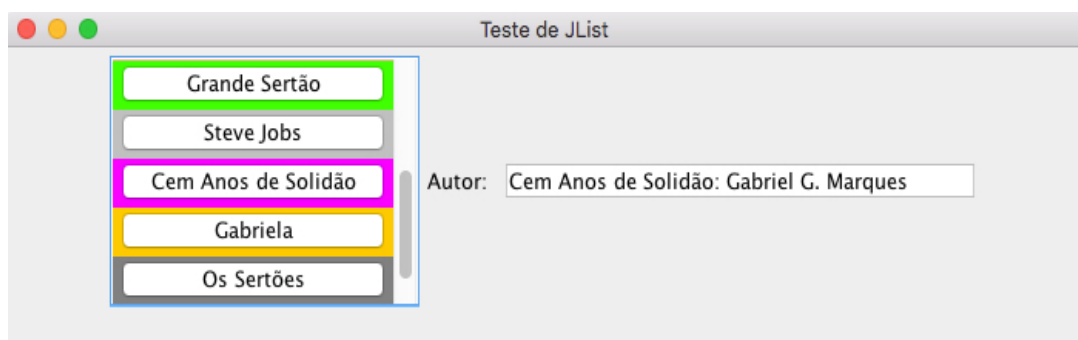 Teste de JList
Grande Sertão
Steve Jobs
Cem Anos de Solidão
Gabriela
Os Sertões
Autor: Cem Anos de Solidão: Gabriel G. Marques